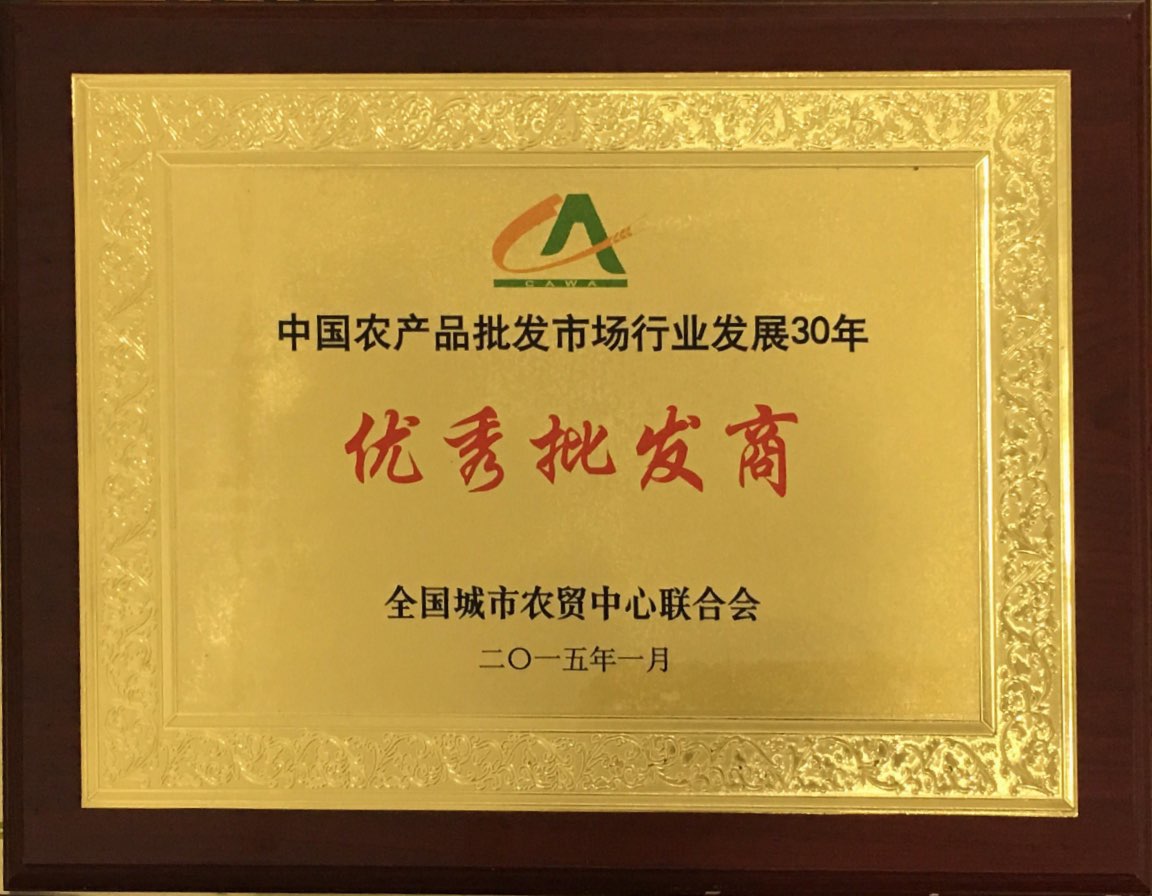 CAWA
中国农产品批发市场行业发展30年
优秀批发商
全国城市农贸中心联合会
二〇一五年一月